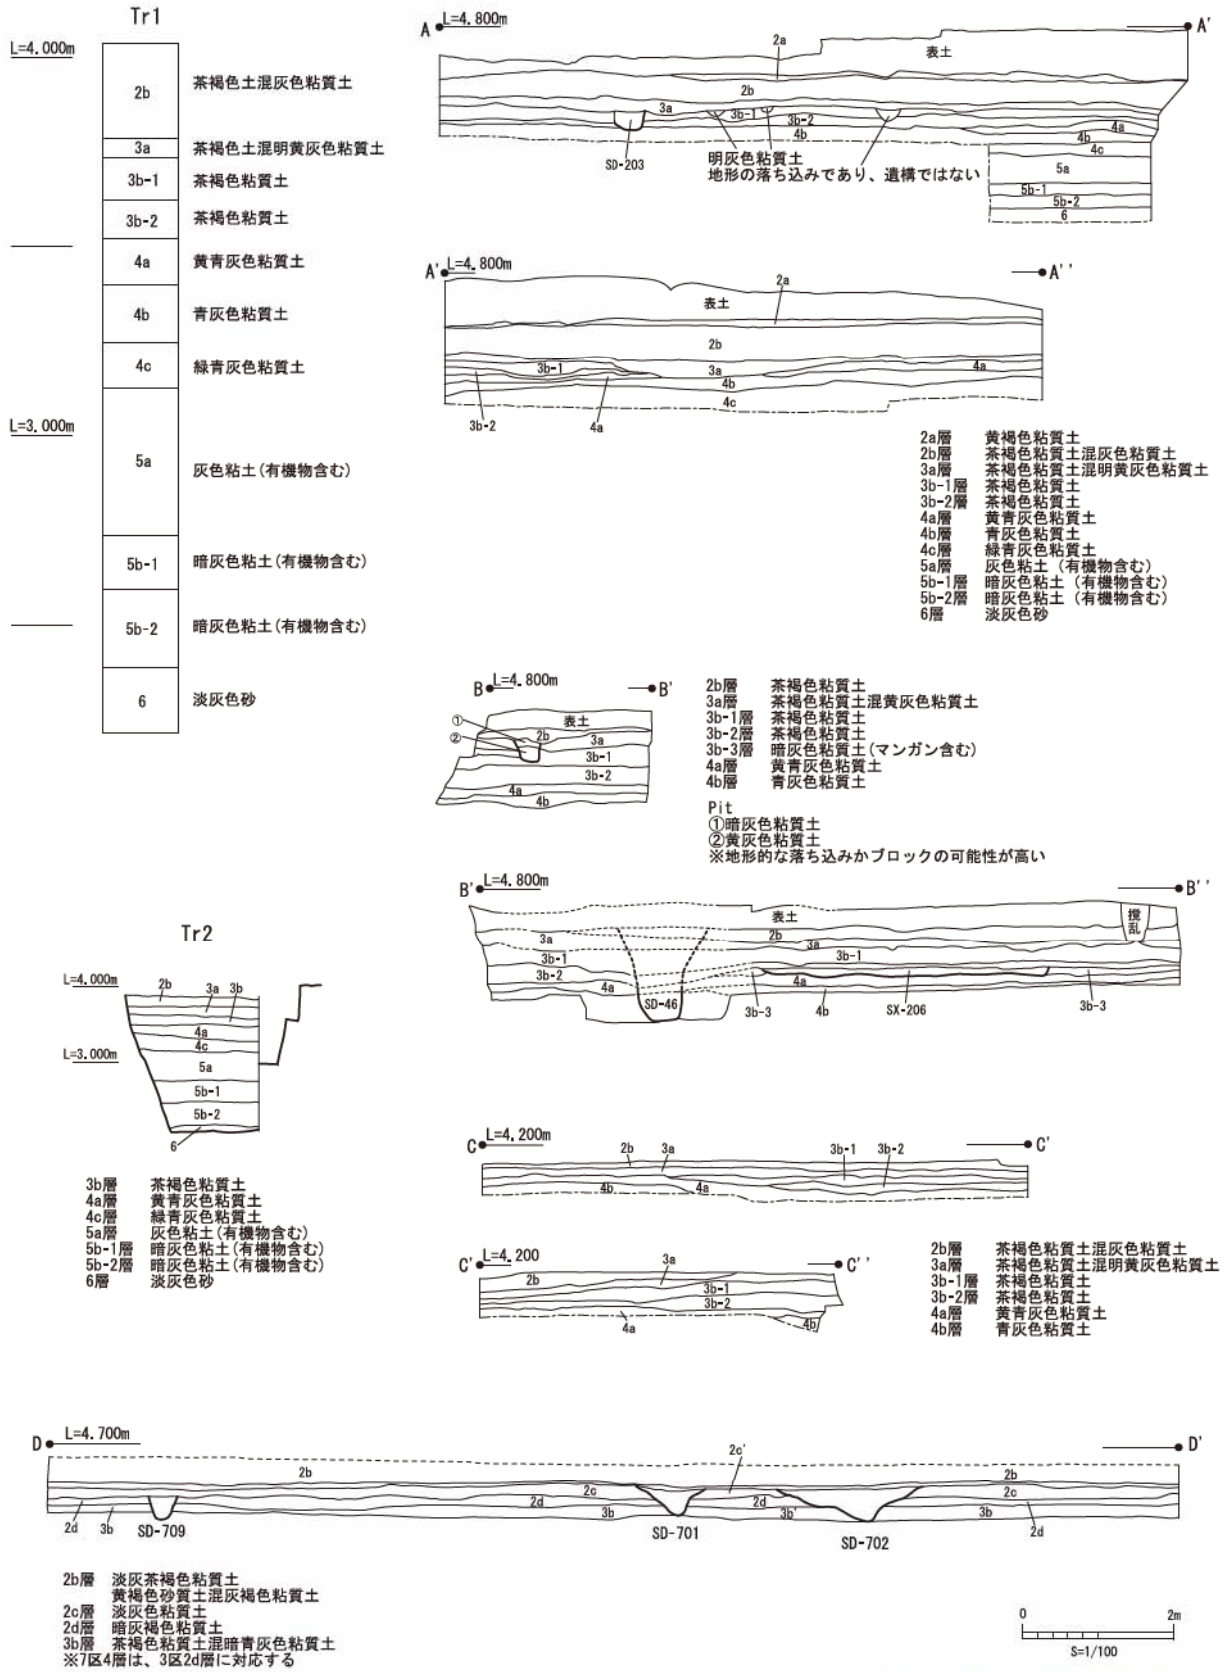 Tr1
L=4.000m
2b 茶褐色土混灰色粘質土
3a 茶褐色土混明黄灰色粘質土
3b-1 茶褐色粘質土
3b-2 茶褐色粘質土
4a 黄青灰色粘質土
4b 青灰色粘質土
4c 緑青灰色粘質土
L=3.000m
5a 灰色粘土(有機物含む)
5b-1 暗灰色粘土(有機物含む)
5b-2 暗灰色粘土(有機物含む)
6 淡灰色砂
A L=4.800m A'
2a 表土
2b
3a 3b-1 3b-2
4b 4a
4b
SD-203
明灰色粘質土
地形の落ち込みであり、遺構ではない
4c
5a
5b-1
5b-2
6
A' L=4.800m A''
2a
表土
2b
3b-1 3a 4a
4b
4c
3b-2 4a
2a層 黄褐色粘質土
2b層 茶褐色粘質土混灰色粘質土
3a層 茶褐色粘質土混明黄灰色粘質土
3b-1層 茶褐色粘質土
3b-2層 茶褐色粘質土
4a層 黄青灰色粘質土
4b層 青灰色粘質土
4c層 緑青灰色粘質土
5a層 灰色粘土（有機物含む）
5b-1層 暗灰色粘土（有機物含む）
5b-2層 暗灰色粘土（有機物含む）
6層 淡灰色砂
B L=4.800m B'
表土
① 2b 3a
② 3b-1
3b-2
4a
4b
2b層 茶褐色粘質土
3a層 茶褐色粘質土混黄灰色粘質土
3b-1層 茶褐色粘質土
3b-2層 茶褐色粘質土
3b-3層 暗灰色粘質土(マンガン含む)
4a層 黄青灰色粘質土
4b層 青灰色粘質土
Pit
①暗灰色粘質土
②黄灰色粘質土
※地形的な落ち込みかブロックの可能性が高い
B' L=4.800m B''
表土 撹乱
3a 2b
3a
3b-1 3b-1
3b-2
4a 4a
SD-46 3b-3 4b SX-206 3b-3
Tr2
L=4.000m
2b 3a 3b
4a
4c
L=3.000m
5a
5b-1
5b-2
6
3b層 茶褐色粘質土
4a層 黄青灰色粘質土
4c層 緑青灰色粘質土
5a層 灰色粘土(有機物含む)
5b-1層 暗灰色粘土(有機物含む)
5b-2層 暗灰色粘土(有機物含む)
6層 淡灰色砂
C L=4.200m C'
2b 3a 3b-1 3b-2
4b 4a
C' L=4.200 C''
3a
2b 3b-1
3b-2
4a 4b
2b層 茶褐色粘質土混灰色粘質土
3a層 茶褐色粘質土混明黄灰色粘質土
3b-1層 茶褐色粘質土
3b-2層 茶褐色粘質土
4a層 黄青灰色粘質土
4b層 青灰色粘質土
D L=4.700m D'
2c'
2b 2b
2c 2c
2d 2d
3b 3b' 3b
2d 3b SD-709 SD-701 SD-702 2d
2b層 淡灰茶褐色粘質土
黄褐色砂質土混灰褐色粘質土
2c層 淡灰色粘質土
2d層 暗灰褐色粘質土
3b層 茶褐色粘質土混暗青灰色粘質土
※7区4層は、3区2d層に対応する
0 2m
S=1/100